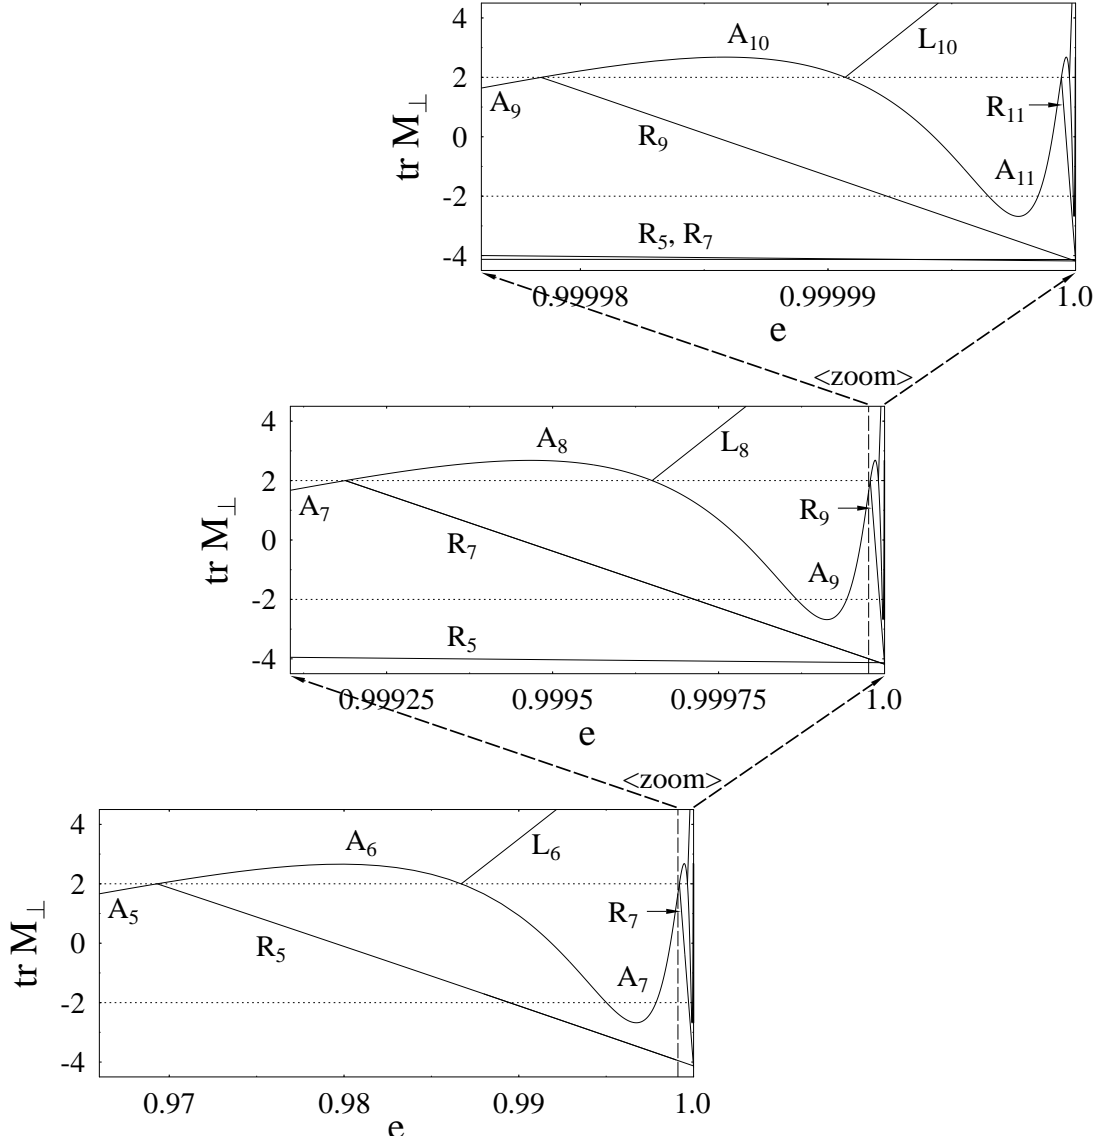 4
2
0
-2
-4
tr M⊥
A₉
A₁₀
L₁₀
R₉
R₁₁
A₁₁
R₅, R₇
0.99998
0.99999
1.0
e
<zoom>
4
2
0
-2
-4
tr M⊥
A₇
A₈
L₈
R₇
R₉
A₉
R₅
0.99925
0.9995
0.99975
1.0
e
<zoom>
4
2
0
-2
-4
tr M⊥
A₅
A₆
L₆
R₅
R₇
A₇
0.97
0.98
0.99
1.0
e